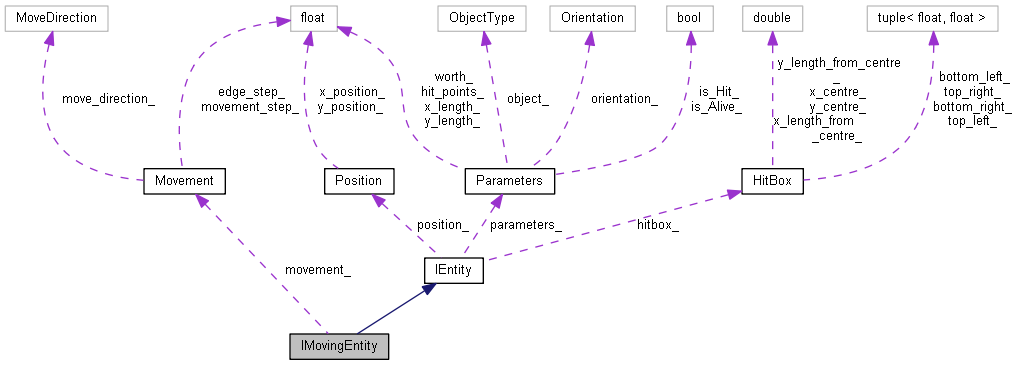 MoveDirection
float
ObjectType
Orientation
bool
double
tuple< float, float >
move_direction_
edge_step_
movement_step_
x_position_
y_position_
worth_
hit_points_
x_length_
y_length_
object_
orientation_
is_Hit_
is_Alive_
y_length_from_centre
_
x_centre_
y_centre_
x_length_from
_centre_
bottom_left_
top_right_
bottom_right_
top_left_
Movement
Position
Parameters
HitBox
position_
parameters_
hitbox_
movement_
IEntity
IMovingEntity